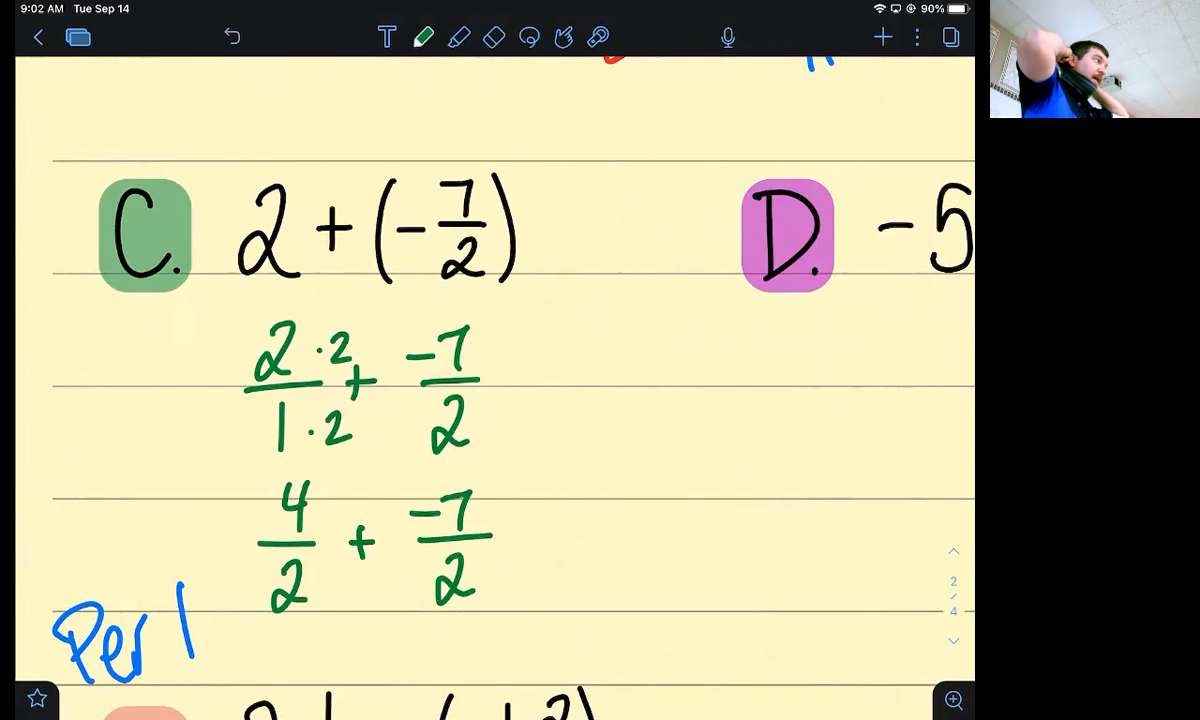 9:02 AM Tue Sep 14 90%
T
C. 2 + (-7/2) D. -5
2·2/1·2 + -7/2
4/2 + -7/2
2/4
Per 1